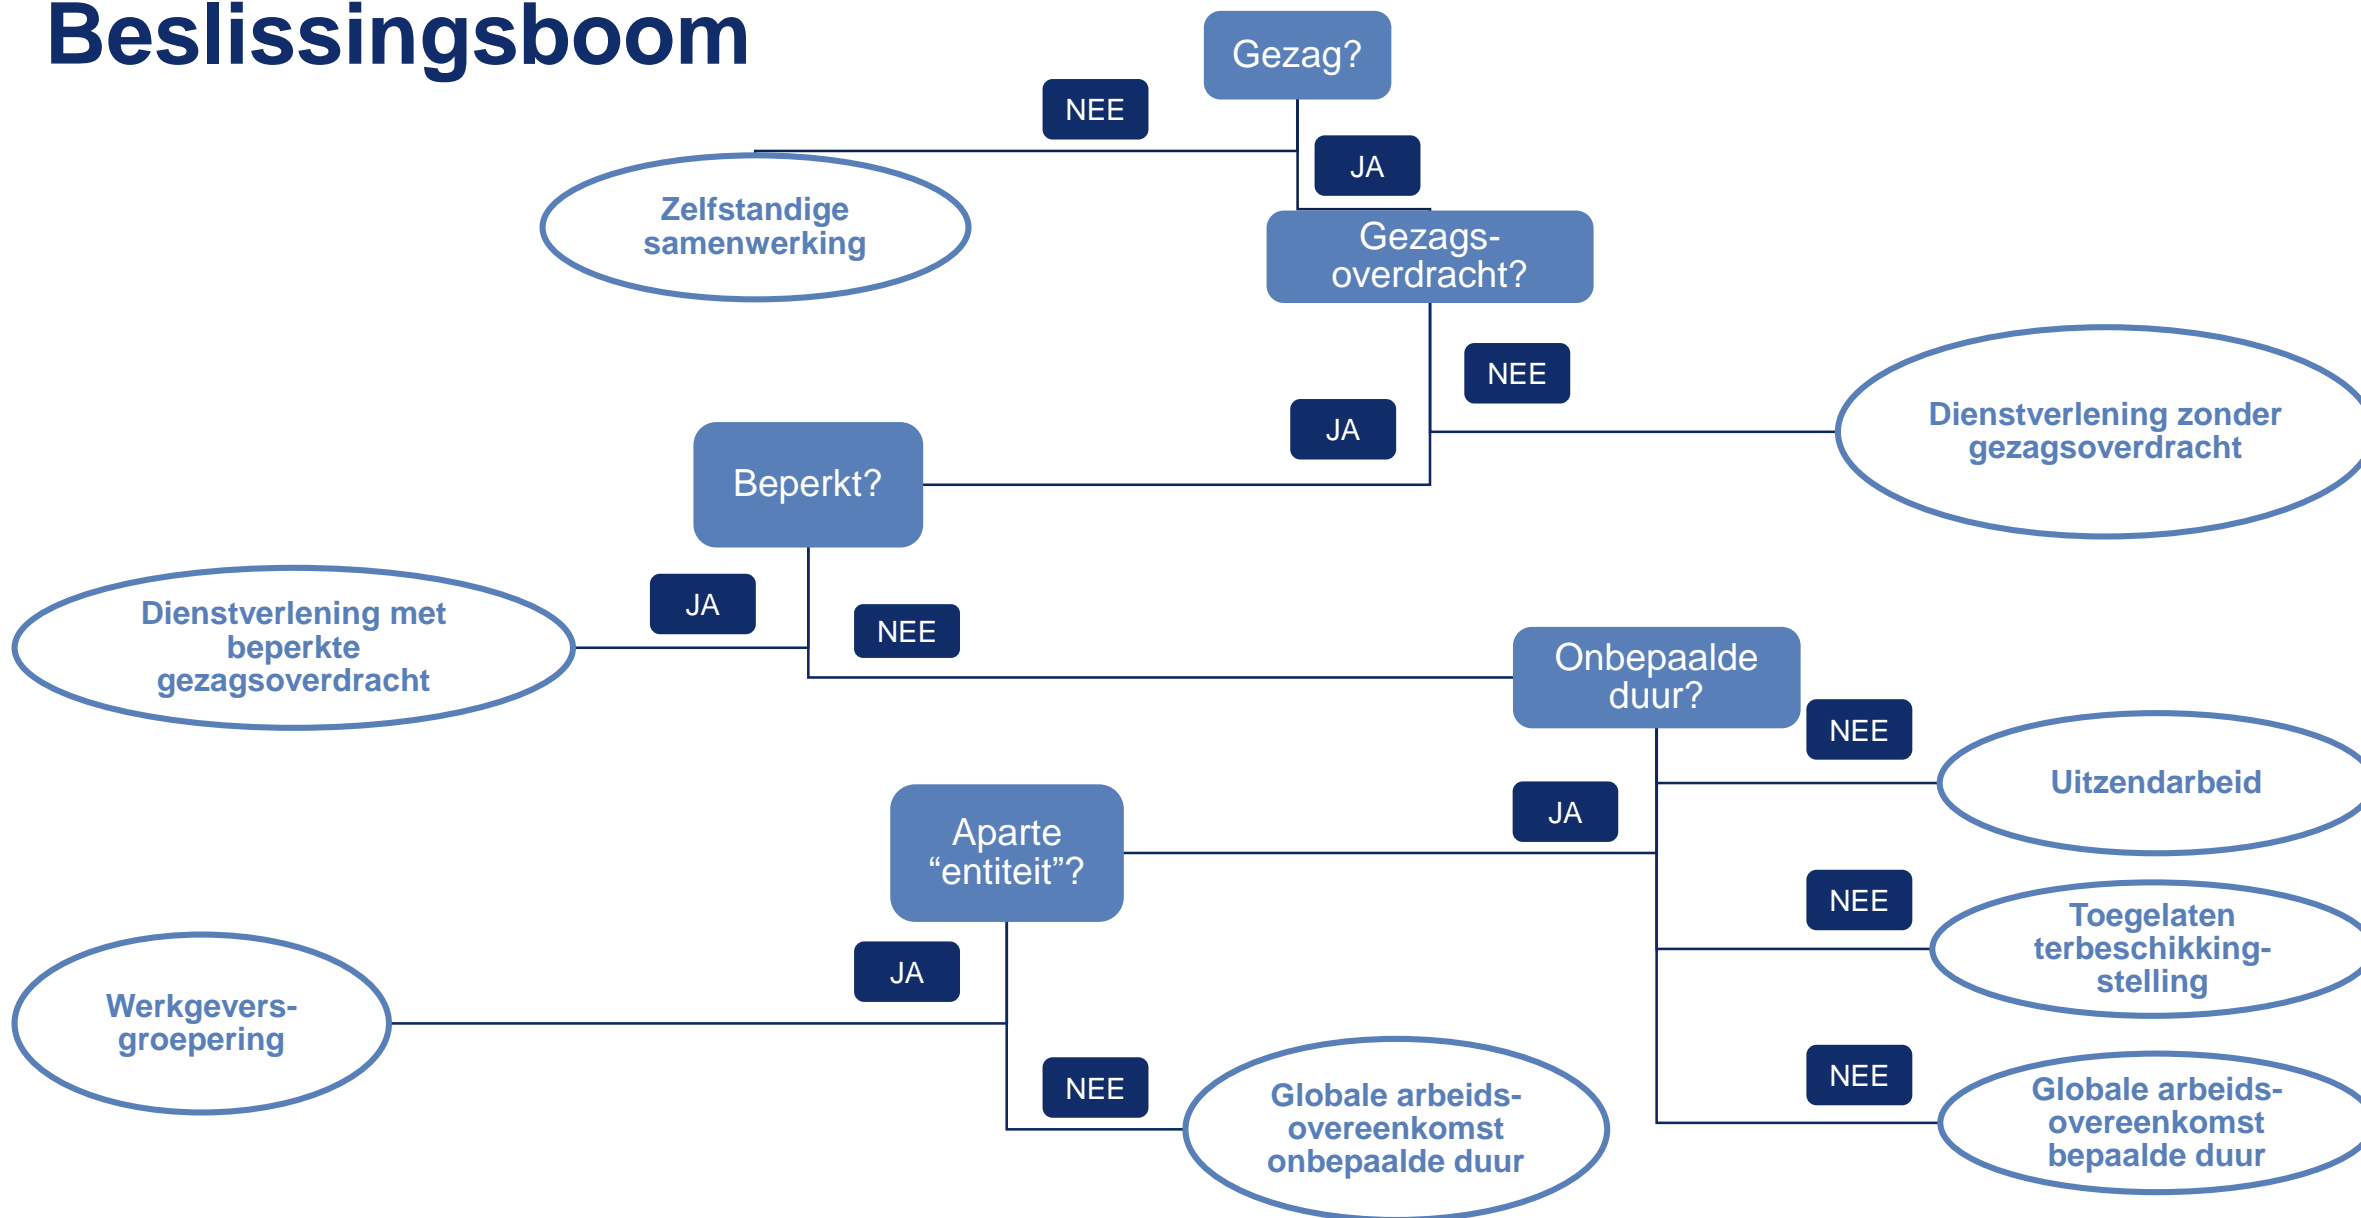 Beslissingsboom
Gezag?
NEE
JA
Zelfstandige
samenwerking
Gezags-
overdracht?
NEE
JA
Dienstverlening zonder
gezagsoverdracht
Beperkt?
JA
NEE
Dienstverlening met
beperkte
gezagsoverdracht
Onbepaalde
duur?
NEE
Uitzendarbeid
JA
Aparte
“entiteit”?
NEE
Toegelaten
terbeschikking-
stelling
JA
Werkgevers-
groepering
NEE
Globale arbeids-
overeenkomst
onbepaalde duur
NEE
Globale arbeids-
overeenkomst
bepaalde duur